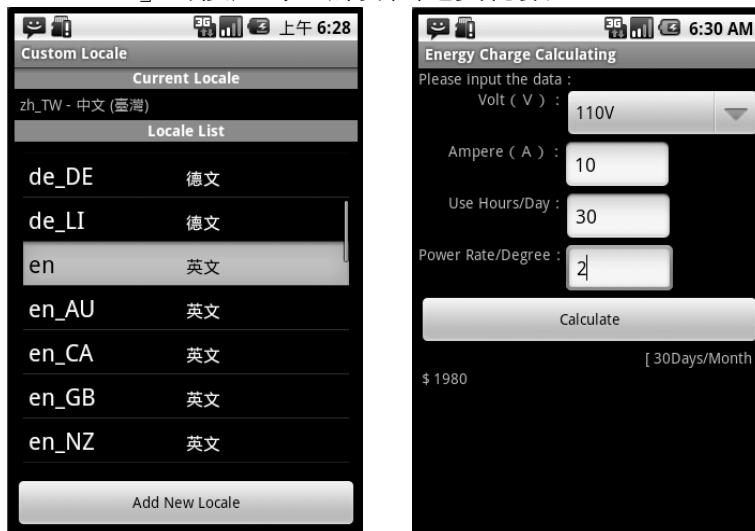 3G 上午 6:28
Custom Locale
Current Locale
zh_TW - 中文 (臺灣)
Locale List
de_DE 德文
de_LI 德文
en 英文
en_AU 英文
en_CA 英文
en_GB 英文
en_NZ 英文
Add New Locale
3G 6:30 AM
Energy Charge Calculating
Please input the data :
Volt ( V ) : 110V
Ampere ( A ) : 10
Use Hours/Day : 30
Power Rate/Degree : 2
Calculate
[ 30Days/Month
$ 1980